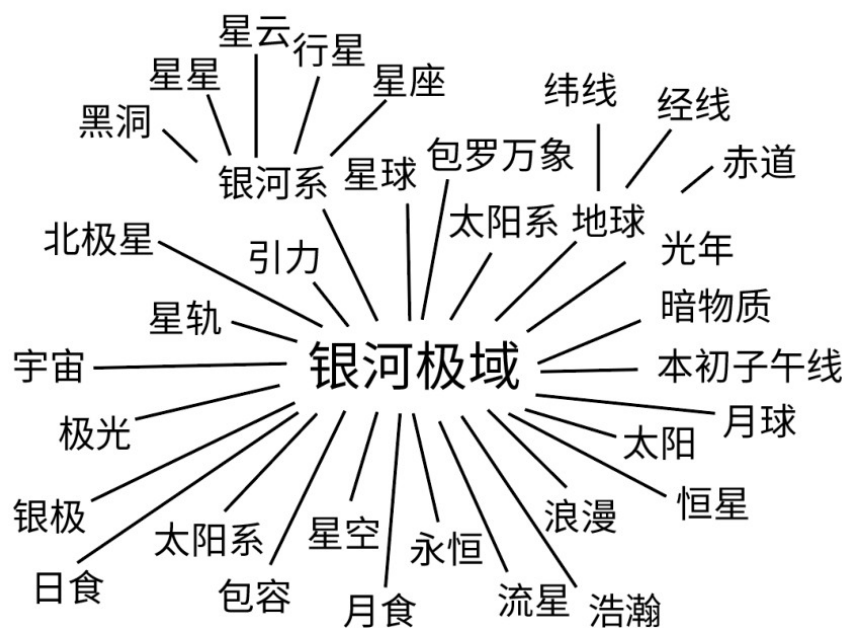 星云
行星
星星
星座
黑洞
纬线
经线
银河系
星球
包罗万象
赤道
太阳系
地球
北极星
引力
光年
星轨
暗物质
宇宙
银河极域
本初子午线
极光
月球
太阳
银极
太阳系
星空
永恒
浪漫
恒星
日食
包容
月食
流星
浩瀚